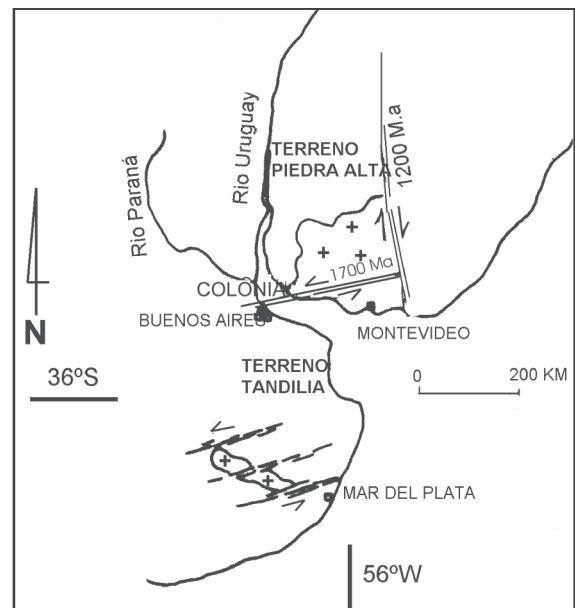 Rio Paraná
Rio Uruguay
TERRENO
PIEDRA ALTA
1200 M.a
1700 Ma
COLÔNIA
BUENOS AIRES
MONTEVIDEO
N
TERRENO
TANDILIA
36ºS
0 200 KM
MAR DEL PLATA
56ºW